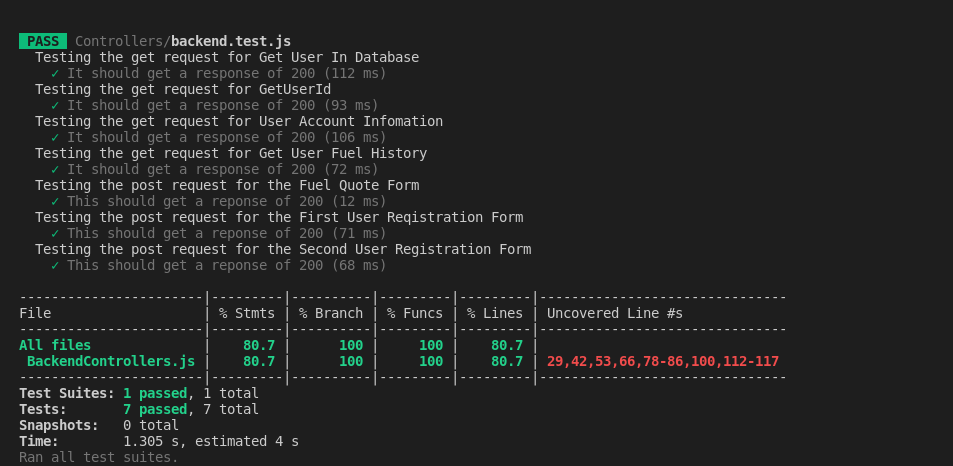 PASS Controllers/backend.test.js
Testing the get request for Get User In Database
✓ It should get a response of 200 (112 ms)
Testing the get request for GetUserId
✓ It should get a response of 200 (93 ms)
Testing the get request for User Account Infomation
✓ It should get a response of 200 (106 ms)
Testing the get request for Get User Fuel History
✓ It should get a response of 200 (72 ms)
Testing the post request for the Fuel Quote Form
✓ This should get a reponse of 200 (12 ms)
Testing the post request for the First User Reqistration Form
✓ This should get a reponse of 200 (71 ms)
Testing the post request for the Second User Registration Form
✓ This should get a reponse of 200 (68 ms)
-----------------------|---------|----------|---------|---------|-------------------------------
File                   | % Stmts | % Branch | % Funcs | % Lines | Uncovered Line #s
-----------------------|---------|----------|---------|---------|-------------------------------
All files              |    80.7 |      100 |     100 |    80.7 |
BackendControllers.js |    80.7 |      100 |     100 |    80.7 | 29,42,53,66,78-86,100,112-117
-----------------------|---------|----------|---------|---------|-------------------------------
Test Suites: 1 passed, 1 total
Tests:       7 passed, 7 total
Snapshots:   0 total
Time:        1.305 s, estimated 4 s
Ran all test suites.